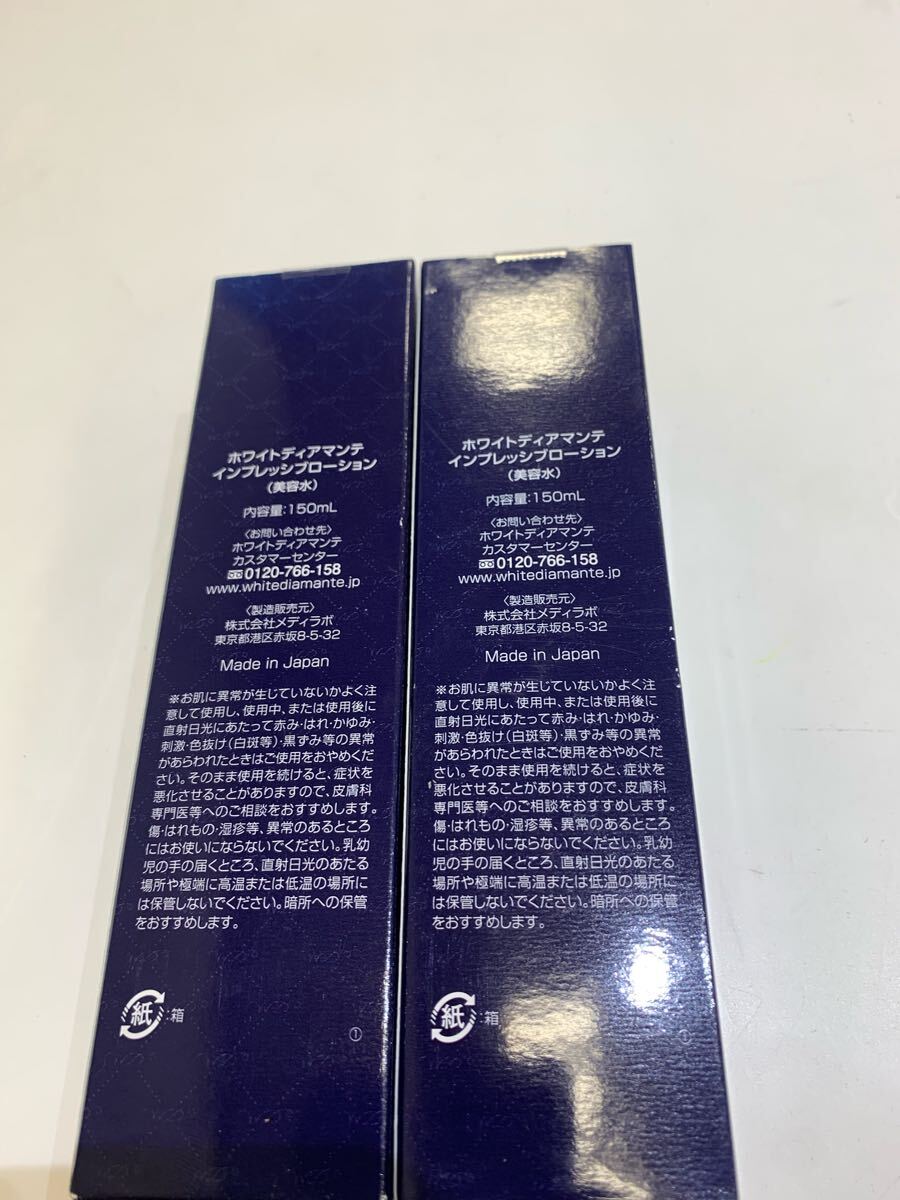 ホワイトディアマンテ
インプレッシブローション
(美容水)
内容量:150mL
〈お問い合わせ先〉
ホワイトディアマンテ
カスタマーセンター
0120-766-158
www.whitediamante.jp
〈製造販売元〉
株式会社メディラボ
東京都港区赤坂8-5-32
Made in Japan
※お肌に異常が生じていないかよく注
意して使用し、使用中、または使用後に
直射日光にあたって赤み・はれ・かゆみ・
刺激・色抜け(白斑等)・黒ずみ等の異常
があらわれたときはご使用をおやめくだ
さい。そのまま使用を続けると、症状を
悪化させることがありますので、皮膚科
専門医等へのご相談をおすすめします。
傷・はれもの・湿疹等、異常のあるところ
にはお使いにならないでください。乳幼
児の手の届くところ、直射日光のあたる
場所や極端に高温または低温の場所に
は保管しないでください。暗所への保管
をおすすめします。
紙:箱
①
ホワイトディアマンテ
インプレッシブローション
(美容水)
内容量:150mL
〈お問い合わせ先〉
ホワイトディアマンテ
カスタマーセンター
0120-766-158
www.whitediamante.jp
〈製造販売元〉
株式会社メディラボ
東京都港区赤坂8-5-32
Made in Japan
※お肌に異常が生じていないかよく注
意して使用し、使用中、または使用後に
直射日光にあたって赤み・はれ・かゆみ・
刺激・色抜け(白斑等)・黒ずみ等の異常
があらわれたときはご使用をおやめくだ
さい。そのまま使用を続けると、症状を
悪化させることがありますので、皮膚科
専門医等へのご相談をおすすめします。
傷・はれもの・湿疹等、異常のあるところ
にはお使いにならないでください。乳幼
児の手の届くところ、直射日光のあたる
場所や極端に高温または低温の場所に
は保管しないでください。暗所への保管
をおすすめします。
紙:箱
①